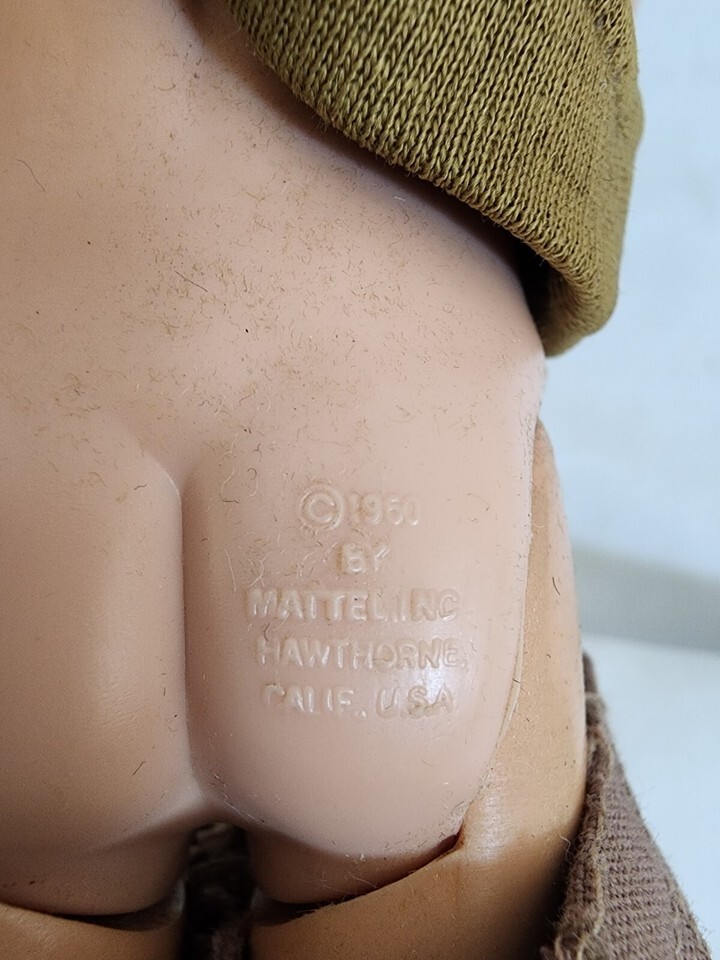 © 1960
BY
MATTEL, INC.
HAWTHORNE,
CALIF. U.S.A